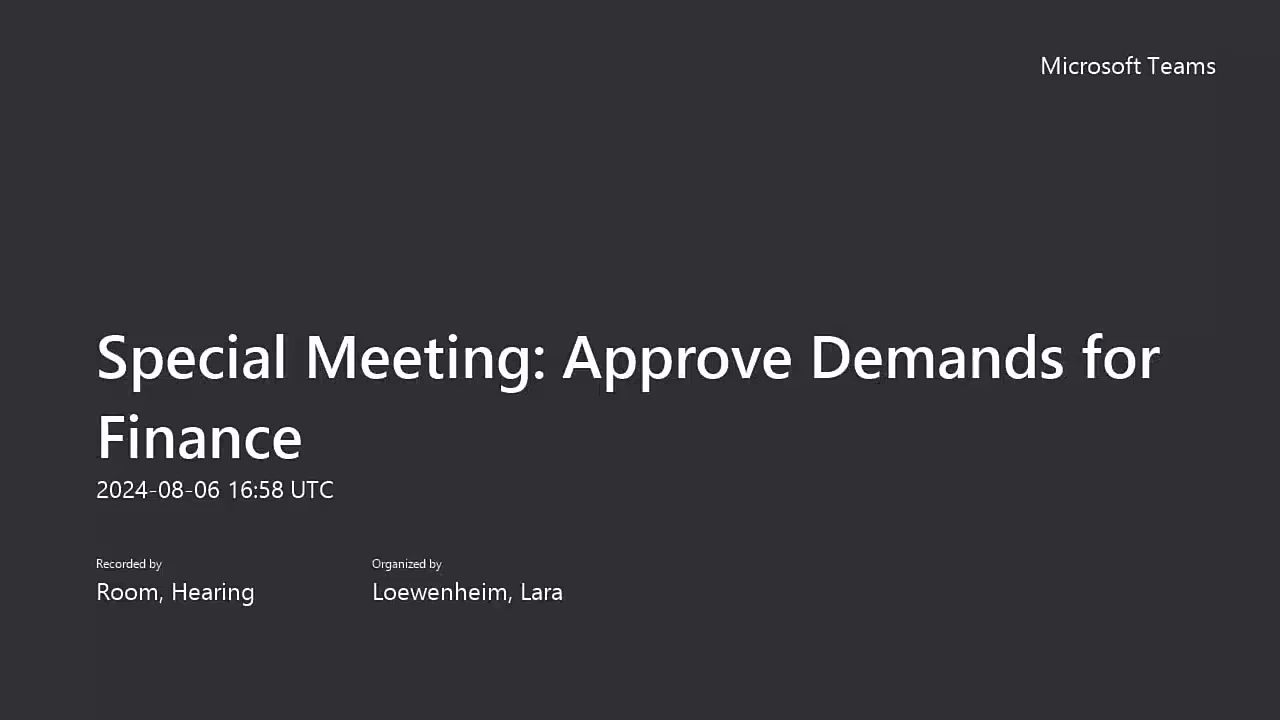 Microsoft Teams
Special Meeting: Approve Demands for
Finance
2024-08-06 16:58 UTC
Recorded by
Room, Hearing
Organized by
Loewenheim, Lara